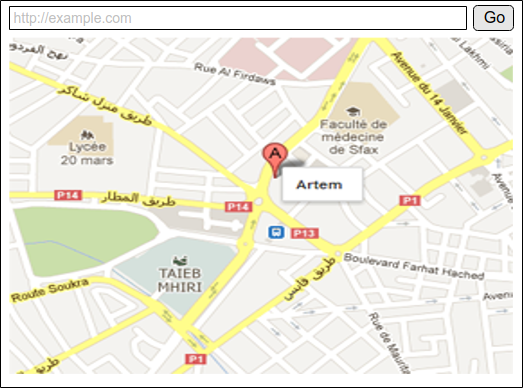 http://example.com
Go
نهج الفردوس
Rue Al Firdaws
Lakhmi
Avenue du 14 Janvier
طريق منزل شاكر
Faculté de
médecine
de Sfax
Lycée
20 mars
A
Artem
P14
طريق المطار
P14
P1
P13
TAIEB
MHIRI
Boulevard Farhat Hached
طريق قابس
Route Soukra
Avenue
Rue de Maurita
P1